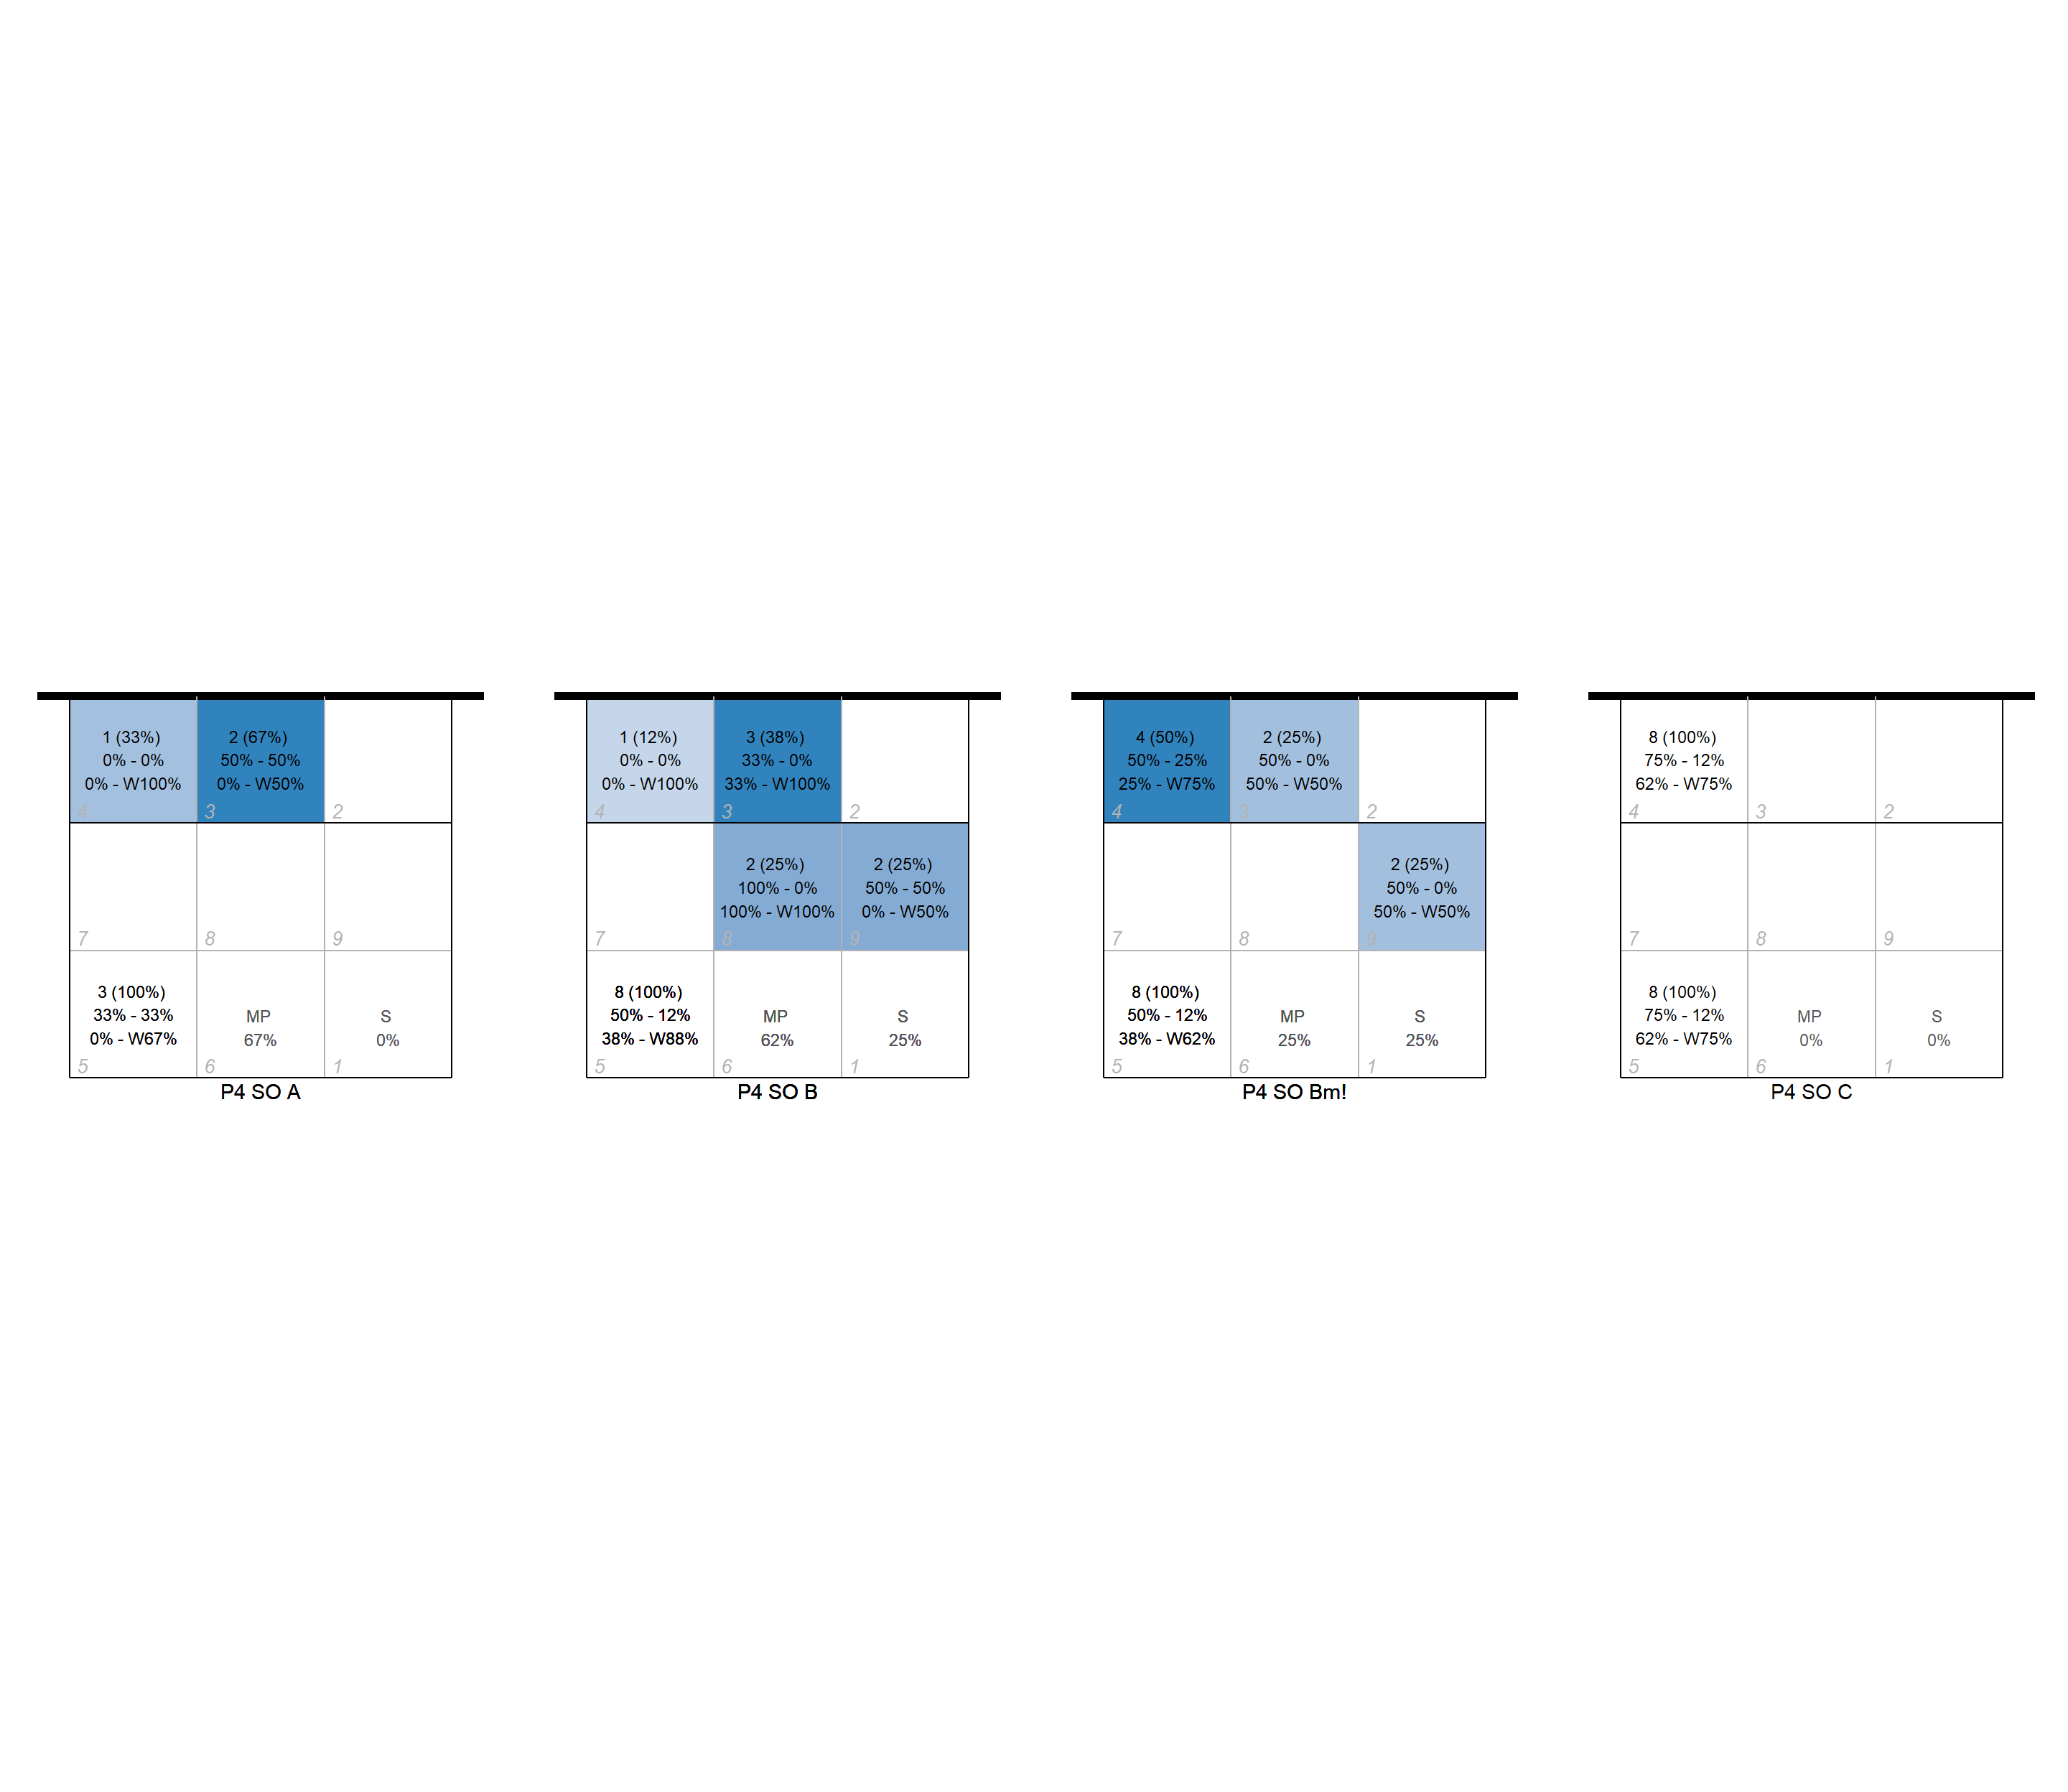 1 (33%)
0% - 0%
0% - W100%
4
2 (67%)
50% - 50%
0% - W50%
3
2
7
8
9
3 (100%)
33% - 33%
0% - W67%
5
MP
67%
6
S
0%
1
P4 SO A
1 (12%)
0% - 0%
0% - W100%
4
3 (38%)
33% - 0%
33% - W100%
3
2
7
2 (25%)
100% - 0%
100% - W100%
8
2 (25%)
50% - 50%
0% - W50%
9
8 (100%)
50% - 12%
38% - W88%
5
MP
62%
6
S
25%
1
P4 SO B
4 (50%)
50% - 25%
25% - W75%
4
2 (25%)
50% - 0%
50% - W50%
3
2
7
8
2 (25%)
50% - 0%
50% - W50%
9
8 (100%)
50% - 12%
38% - W62%
5
MP
25%
6
S
25%
1
P4 SO Bm!
8 (100%)
75% - 12%
62% - W75%
4
3
2
7
8
9
8 (100%)
75% - 12%
62% - W75%
5
MP
0%
6
S
0%
1
P4 SO C